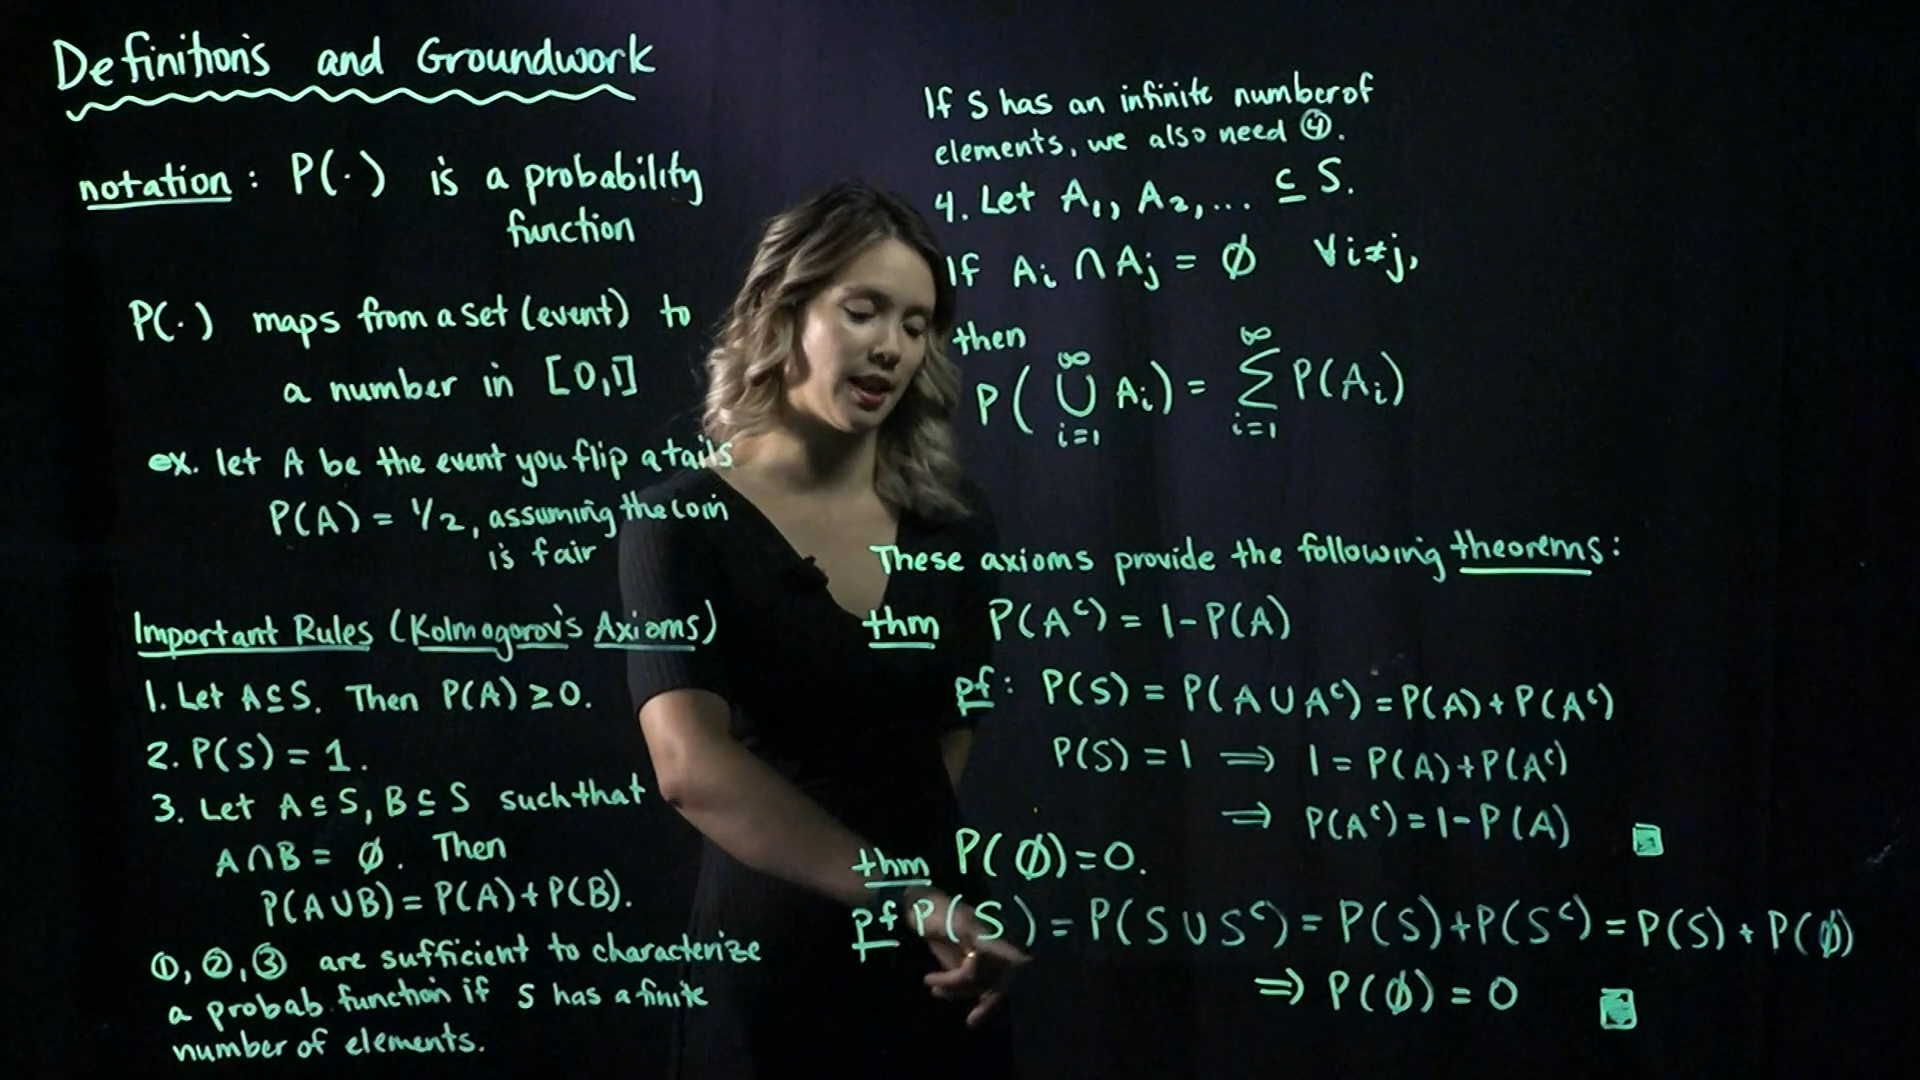 Definitions and Groundwork
notation: P(·) is a probability
function
P(·) maps from a set (event) to
a number in [0,1]
ex. let A be the event you flip a tails
P(A) = 1/2, assuming the coin
is fair
Important Rules (Kolmogorov's Axioms)
1. Let A⊆S. Then P(A) ≥ 0.
2. P(S) = 1.
3. Let A⊆S, B⊆S such that
A∩B = ∅. Then
P(A∪B) = P(A)+P(B).
①, ②, ③ are sufficient to characterize
a probab. function if S has a finite
number of elements.
If S has an infinite number of
elements, we also need ④.
4. Let A₁, A₂, ... ⊆ S.
If Aᵢ ∩ Aⱼ = ∅ ∀i≠j,
then
P( ∞⋃i=1 Aᵢ) = ∞∑i=1 P(Aᵢ)
These axioms provide the following theorems:
thm P(Aᶜ) = 1-P(A)
pf: P(S) = P(A∪Aᶜ) = P(A)+P(Aᶜ)
P(S) = 1 ⟹ 1 = P(A)+P(Aᶜ)
⟹ P(Aᶜ) = 1-P(A)
thm P(∅)=0.
pf P(S) = P(S∪Sᶜ) = P(S)+P(Sᶜ) = P(S)+P(∅)
⟹ P(∅) = 0